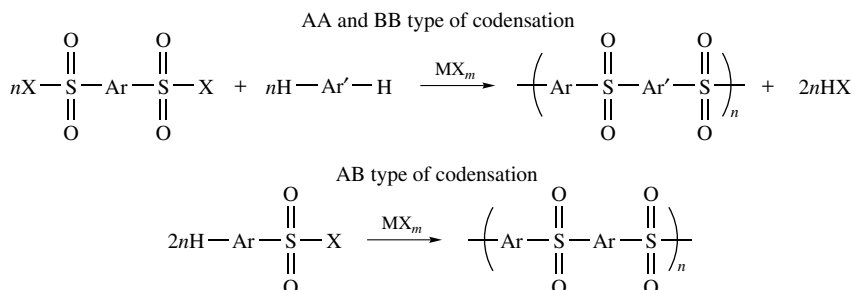 AA and BB type of codensation
O O O O
nX—S—Ar—S—X + nH—Ar′—H MXm (Ar—S—Ar′—S)n + 2nHX
O O O O
AB type of codensation
O O O
2nH—Ar—S—X MXm (Ar—S—Ar—S)n
O O O